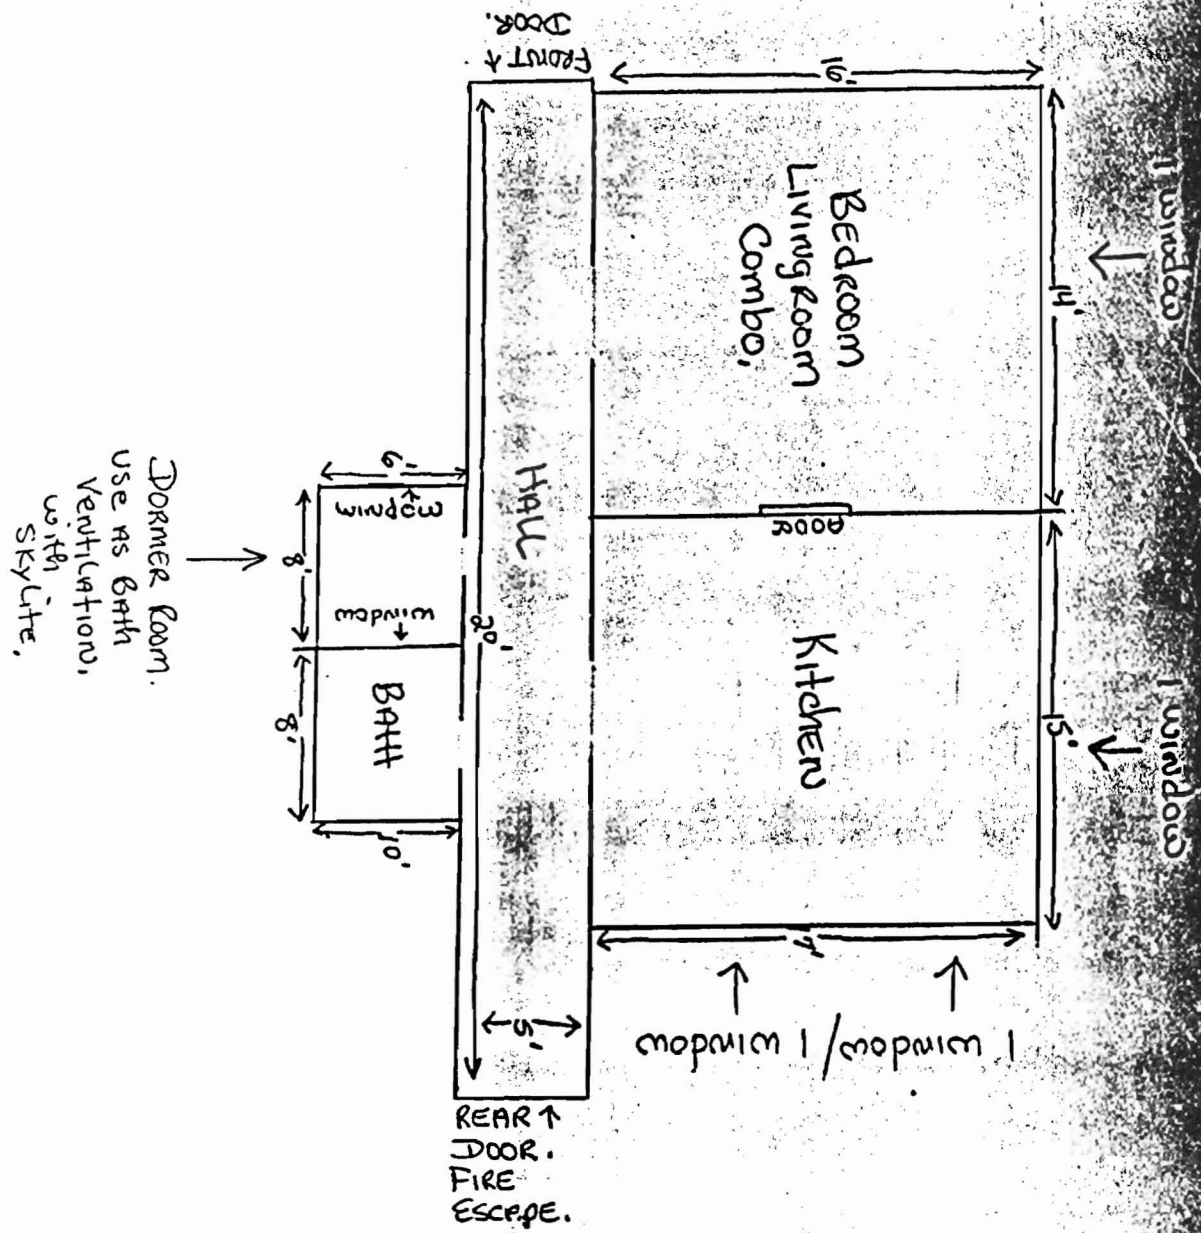 FRONT ↑
DOOR.
16'
1 window
14'
Bedroom
Livingroom
Combo,
1 window
15'
DOOR
Kitchen
HALL
20'
5'
6'
window
8'
window
BATH
8'
10'
DORMER ROOM.
USE AS BATH
VENTILATION,
with
SKYLITE,
1 window/1 window
REAR ↑
DOOR.
FIRE
ESCAPE.